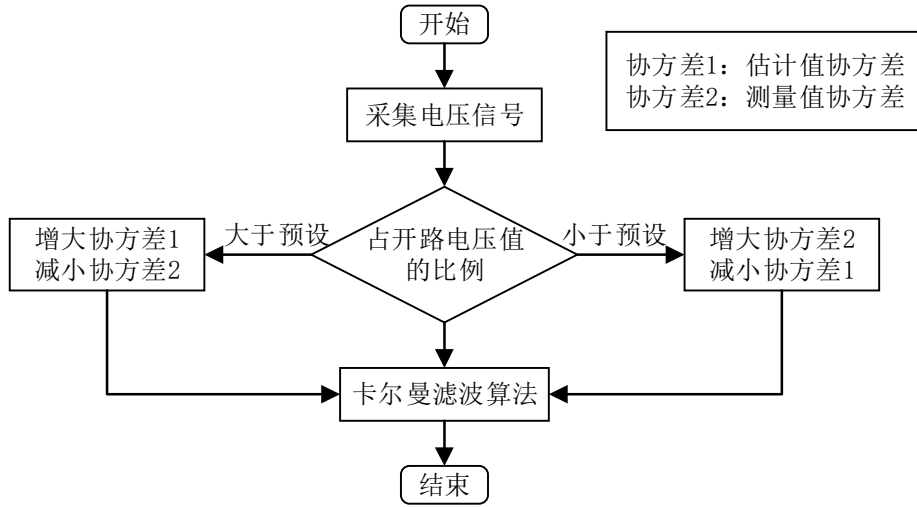 开始
协方差1：估计值协方差
协方差2：测量值协方差
采集电压信号
大于预设
占开路电压值
的比例
小于预设
增大协方差1
减小协方差2
增大协方差2
减小协方差1
卡尔曼滤波算法
结束